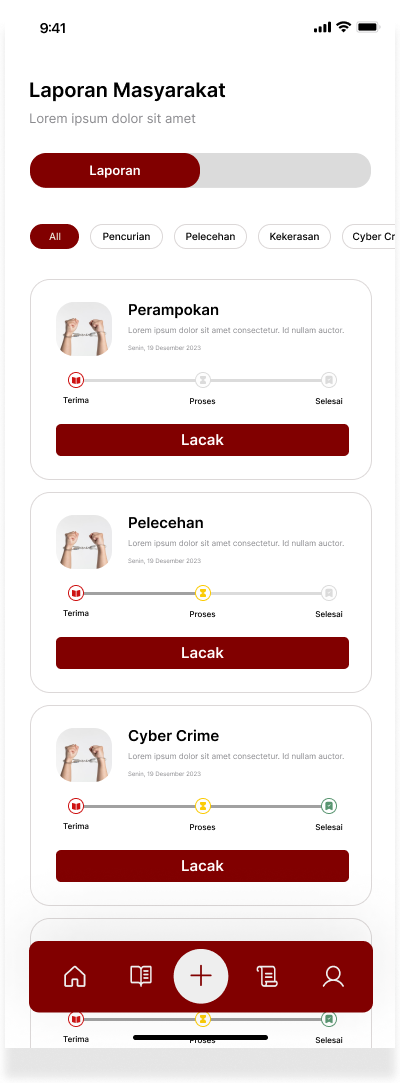 9:41
Laporan Masyarakat
Lorem ipsum dolor sit amet
Laporan
All Pencurian Pelecehan Kekerasan Cyber Cr
Perampokan
Lorem ipsum dolor sit amet consectetur. Id nullam auctor.
Senin, 19 Desember 2023
Terima Proses Selesai
Lacak
Pelecehan
Lorem ipsum dolor sit amet consectetur. Id nullam auctor.
Senin, 19 Desember 2023
Terima Proses Selesai
Lacak
Cyber Crime
Lorem ipsum dolor sit amet consectetur. Id nullam auctor.
Senin, 19 Desember 2023
Terima Proses Selesai
Lacak
Terima Proses Selesai